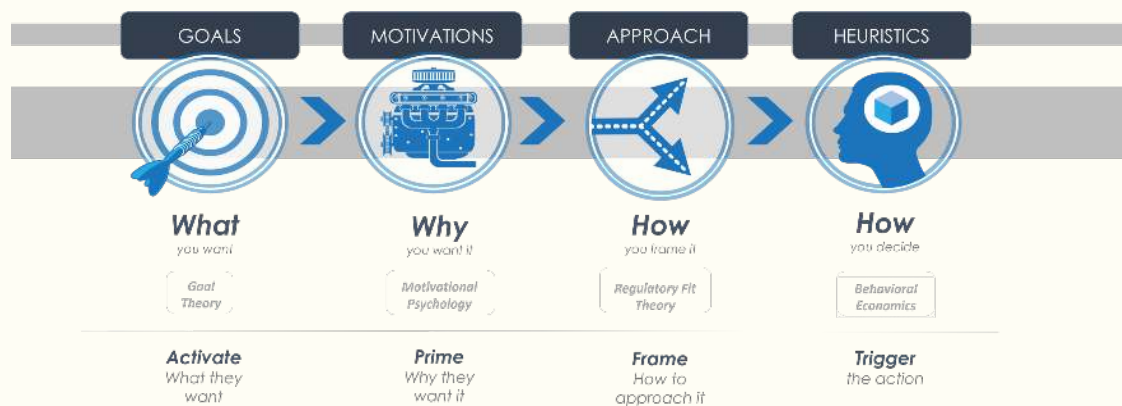 GOALS
MOTIVATIONS
APPROACH
HEURISTICS
What
you want
Why
you want it
How
you frame it
How
you decide
Goal
Theory
Motivational
Psychology
Regulatory Fit
Theory
Behavioral
Economics
Activate
What they
want
Prime
Why they
want it
Frame
How to
approach it
Trigger
the action